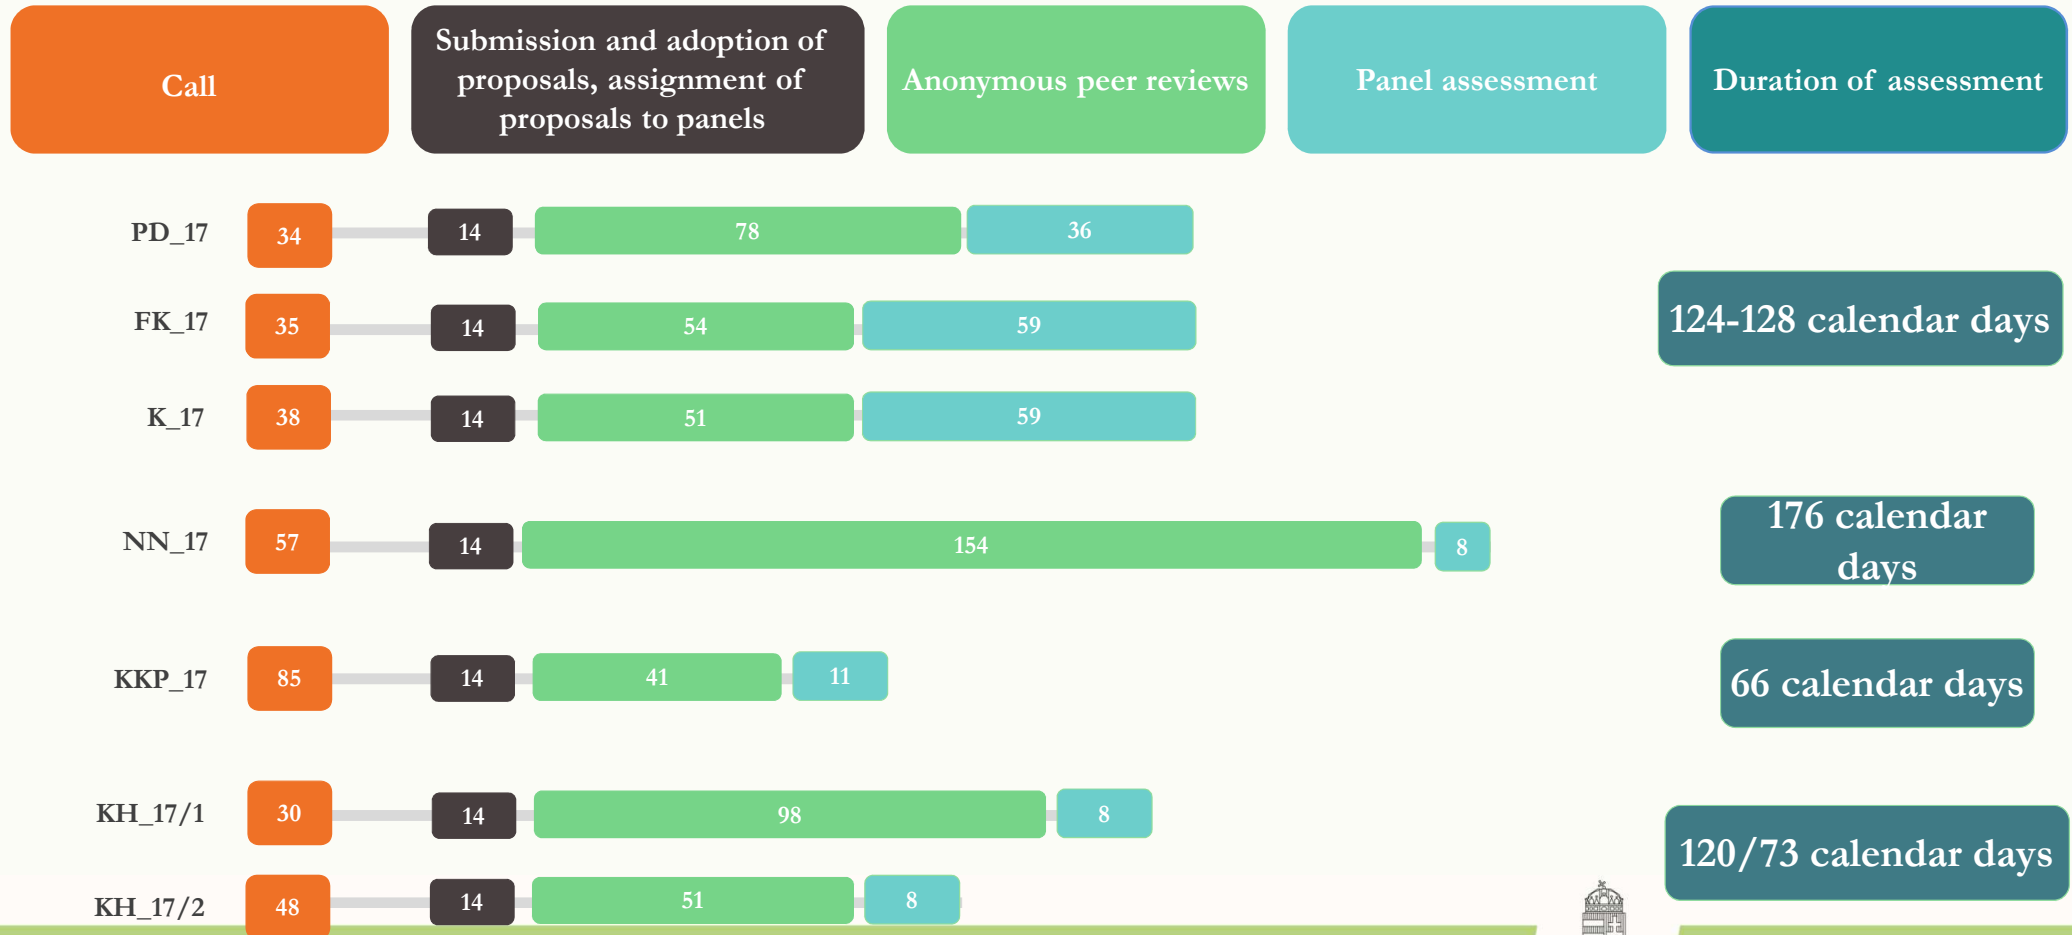 Call
Submission and adoption of
proposals, assignment of
proposals to panels
Anonymous peer reviews
Panel assessment
Duration of assessment
PD_17 34 14 78 36
FK_17 35 14 54 59
124-128 calendar days
K_17 38 14 51 59
NN_17 57 14 154 8
176 calendar
days
KKP_17 85 14 41 11
66 calendar days
KH_17/1 30 14 98 8
120/73 calendar days
KH_17/2 48 14 51 8